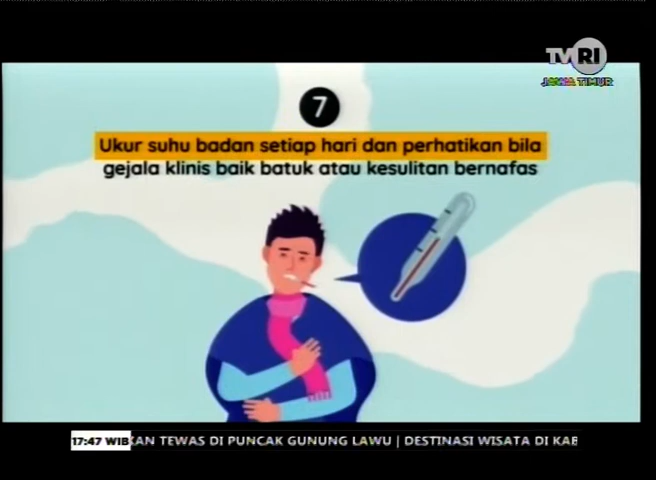 TVRI
JAWA TIMUR
7
Ukur suhu badan setiap hari dan perhatikan bila
gejala klinis baik batuk atau kesulitan bernafas
17:47 WIB KAN TEWAS DI PUNCAK GUNUNG LAWU | DESTINASI WISATA DI KAB